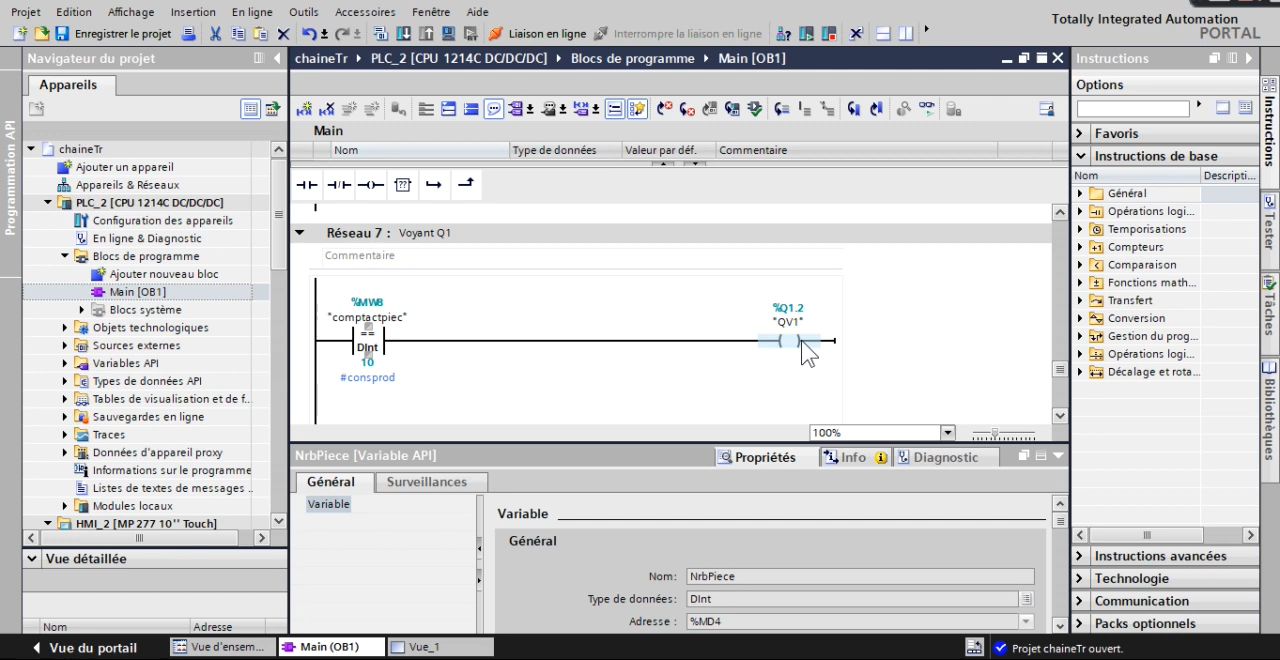 Projet Edition Affichage Insertion En ligne Outils Accessoires Fenêtre Aide
Totally Integrated Automation
PORTAL
Enregistrer le projet Liaison en ligne Interrompre la liaison en ligne
Navigateur du projet
chaineTr PLC_2 [CPU 1214C DC/DC/DC] Blocs de programme Main [OB1]
Instructions
Appareils
Options
Programmation API
Main
Nom Type de données Valeur par déf. Commentaire
chaineTr
Ajouter un appareil
Appareils & Réseaux
PLC_2 [CPU 1214C DC/DC/DC]
Configuration des appareils
En ligne & Diagnostic
Blocs de programme
Ajouter nouveau bloc
Main [OB1]
Blocs système
Objets technologiques
Sources externes
Variables API
Types de données API
Tables de visualisation et de f...
Sauvegardes en ligne
Traces
Données d'appareil proxy
Informations sur le programme
Listes de textes de messages ..
Modules locaux
HMI_2 [MP 277 10'' Touch]
Vue détaillée
Nom Adresse
Réseau 7 : Voyant Q1
Commentaire
%MW8
"comptactpiec"
==
DInt
10
#consprod
%Q1.2
"QV1"
100%
NrbPiece [Variable API]
Propriétés Info Diagnostic
Général Surveillances
Variable
Variable
Général
Nom: NrbPiece
Type de données: DInt
Adresse : %MD4
Favoris
Instructions de base
Nom Descripti...
Général
Opérations logi...
Temporisations
Compteurs
Comparaison
Fonctions math...
Transfert
Conversion
Gestion du prog...
Opérations logi...
Décalage et rota...
Instructions avancées
Technologie
Communication
Packs optionnels
Instructions
Tester
Tâches
Bibliothèques
Vue du portail Vue d'ensem... Main (OB1) Vue_1 Projet chaineTr ouvert.